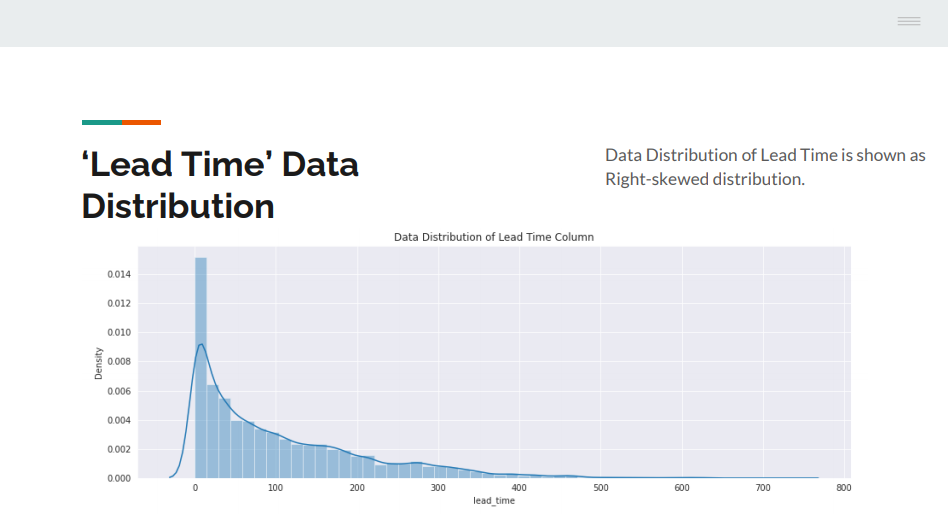 ‘Lead Time’ Data
Distribution
Data Distribution of Lead Time is shown as
Right-skewed distribution.
Data Distribution of Lead Time Column
0.014
0.012
0.010
0.008
0.006
0.004
0.002
0.000
Density
0 100 200 300 400 500 600 700 800
lead_time